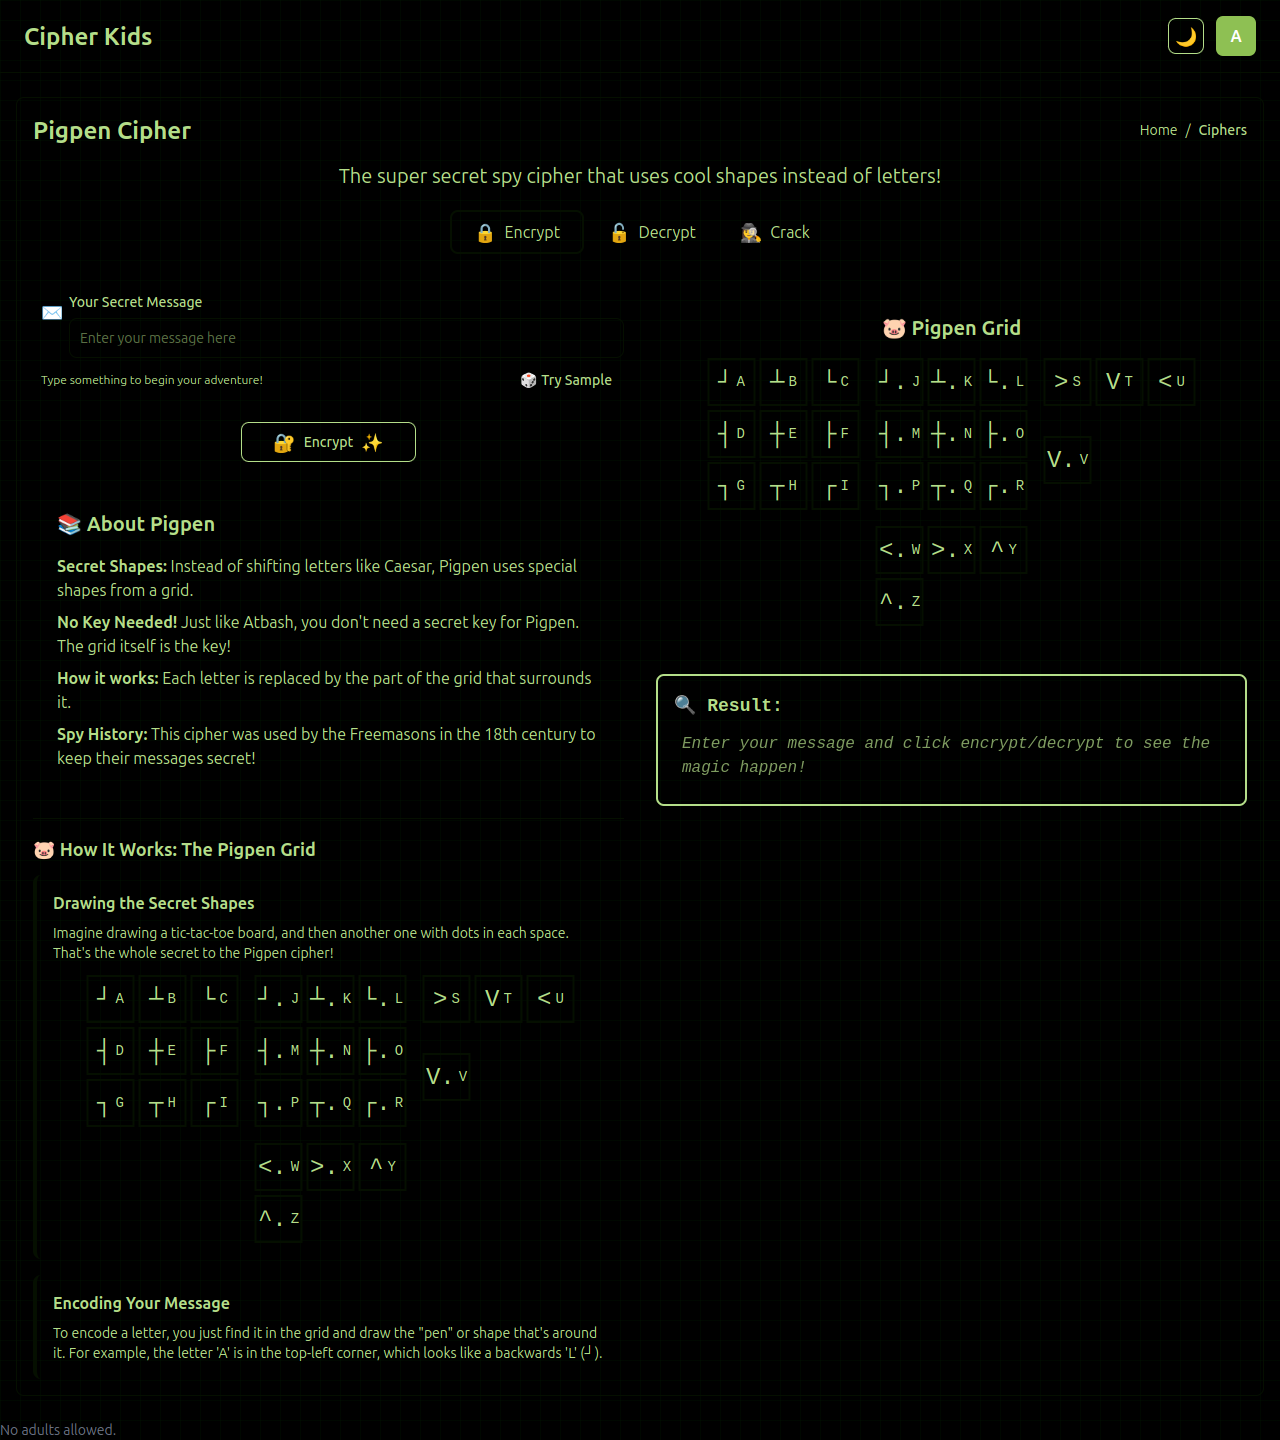 Cipher Kids
🌙 A
Pigpen Cipher
Home / Ciphers
The super secret spy cipher that uses cool shapes instead of letters!
🔒 Encrypt 🔓 Decrypt 🕵️ Crack
Your Secret Message
✉️
Enter your message here
Type something to begin your adventure!
🎲 Try Sample
🔐 Encrypt ✨
📚 About Pigpen
Secret Shapes: Instead of shifting letters like Caesar, Pigpen uses special
shapes from a grid.
No Key Needed! Just like Atbash, you don't need a secret key for Pigpen.
The grid itself is the key!
How it works: Each letter is replaced by the part of the grid that surrounds
it.
Spy History: This cipher was used by the Freemasons in the 18th century to
keep their messages secret!
🐷 Pigpen Grid
┘ A ┴ B └ C ┘. J ┴. K └. L > S V T < U
┤ D ┼ E ├ F ┤. M ┼. N ├. O
V. V
┐ G ┬ H ┌ I ┐. P ┬. Q ┌. R
<. W >. X ^ Y
^. Z
🔍 Result:
Enter your message and click encrypt/decrypt to see the
magic happen!
🐷 How It Works: The Pigpen Grid
Drawing the Secret Shapes
Imagine drawing a tic-tac-toe board, and then another one with dots in each space.
That's the whole secret to the Pigpen cipher!
┘ A ┴ B └ C ┘. J ┴. K └. L > S V T < U
┤ D ┼ E ├ F ┤. M ┼. N ├. O
V. V
┐ G ┬ H ┌ I ┐. P ┬. Q ┌. R
<. W >. X ^ Y
^. Z
Encoding Your Message
To encode a letter, you just find it in the grid and draw the "pen" or shape that's around
it. For example, the letter 'A' is in the top-left corner, which looks like a backwards 'L' (┘).
No adults allowed.